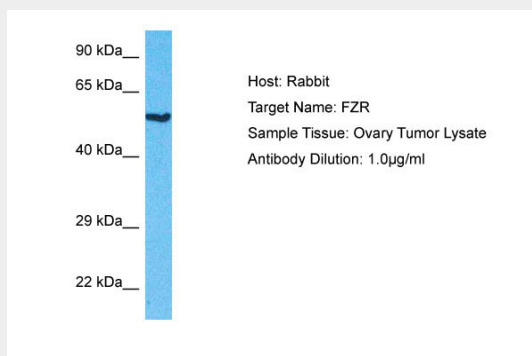 90 kDa__
65 kDa__
40 kDa__
29 kDa__
22 kDa__
Host: Rabbit
Target Name: FZR
Sample Tissue: Ovary Tumor Lysate
Antibody Dilution: 1.0µg/ml